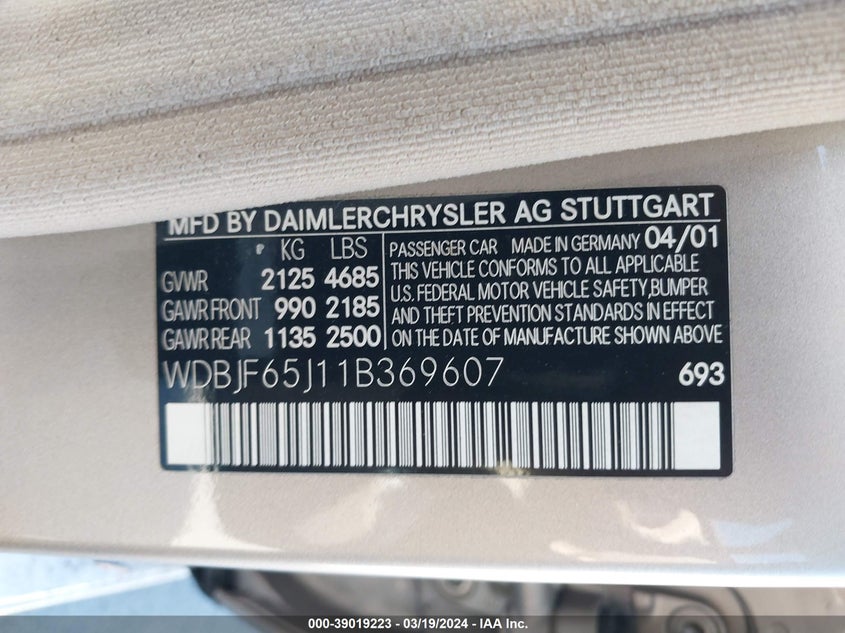 MFD BY DAIMLERCHRYSLER AG STUTTGART
KG LBS
GVWR 2125 4685
GAWR FRONT 990 2185
GAWR REAR 1135 2500
PASSENGER CAR MADE IN GERMANY 04/01
THIS VEHICLE CONFORMS TO ALL APPLICABLE
U.S. FEDERAL MOTOR VEHICLE SAFETY,BUMPER
AND THEFT PREVENTION STANDARDS IN EFFECT
ON THE DATE OF MANUFACTURE SHOWN ABOVE
WDBJF65J11B369607 693
000-39019223 — 03/19/2024 — IAA Inc.